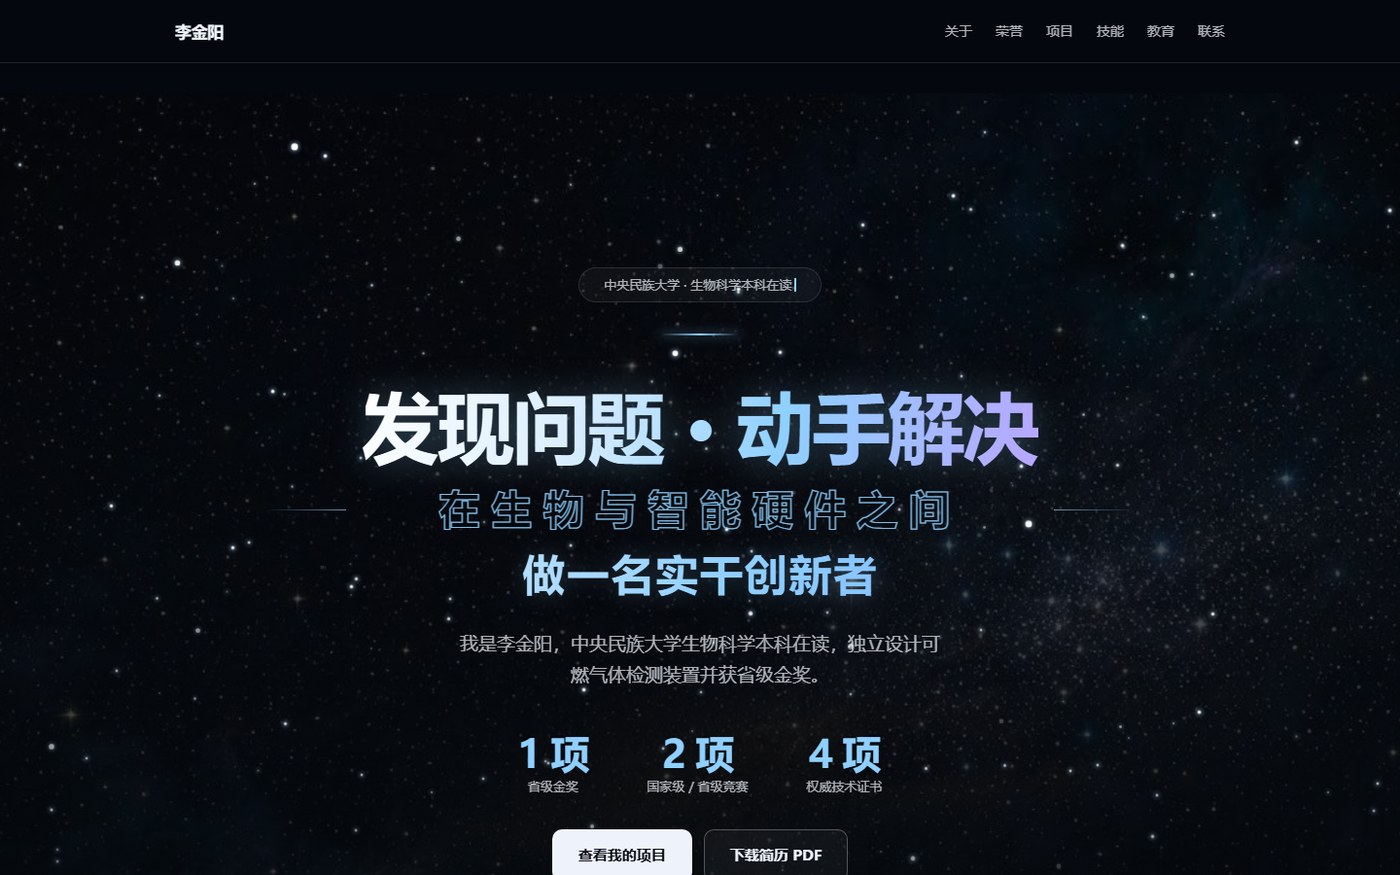 李金阳
关于 荣誉 项目 技能 教育 联系
中央民族大学 · 生物科学本科在读
发现问题 · 动手解决
在生物与智能硬件之间
做一名实干创新者
我是李金阳，中央民族大学生物科学本科在读，独立设计可
燃气体检测装置并获省级金奖。
1 项 2 项 4 项
省级金奖 国家级 / 省级竞赛 权威技术证书
查看我的项目 下载简历 PDF